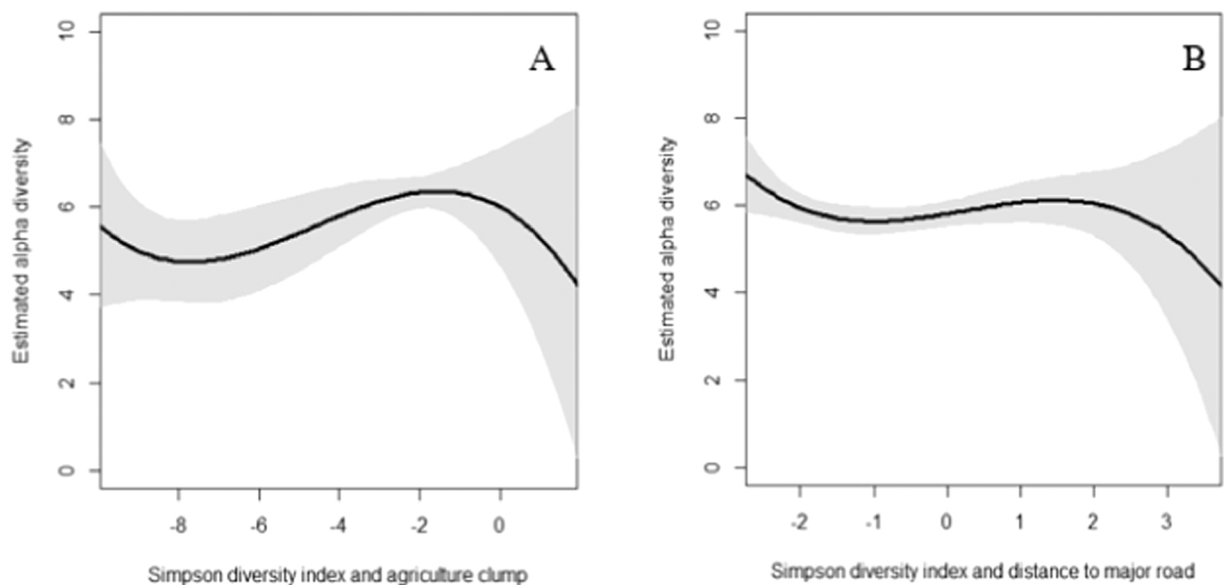 A
Estimated alpha diversity
10
8
6
4
2
0
-8 -6 -4 -2 0
Simpson diversity index and agriculture clump
B
Estimated alpha diversity
10
8
6
4
2
0
-2 -1 0 1 2 3
Simpson diversity index and distance to major road